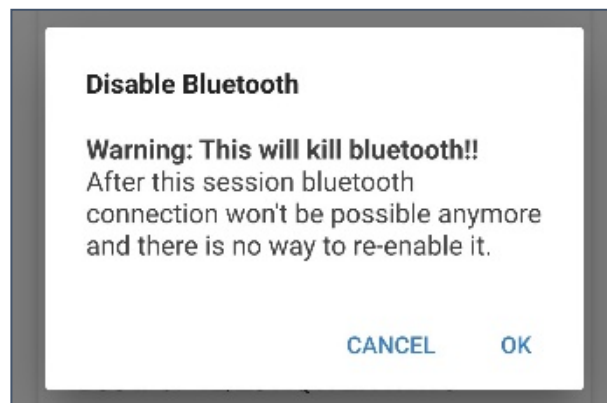 Disable Bluetooth
Warning: This will kill bluetooth!!
After this session bluetooth
connection won't be possible anymore
and there is no way to re-enable it.
CANCEL OK